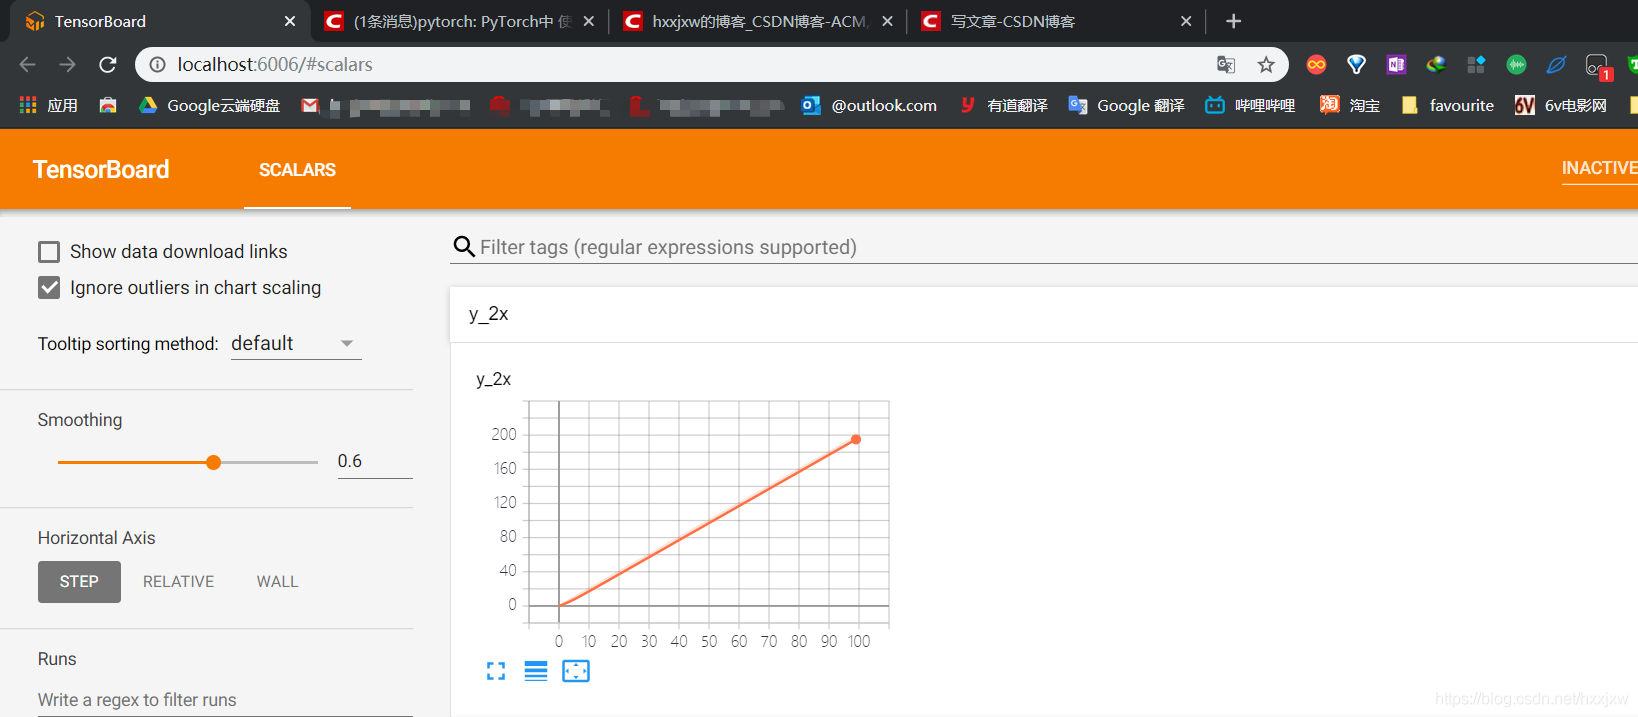 TensorBoard
(1条消息)pytorch: PyTorch中 使
hxxjxw的博客_CSDN博客-ACM,
写文章-CSDN博客
localhost:6006/#scalars
1
应用
Google云端硬盘
@outlook.com
有道翻译
Google 翻译
哔哩哔哩
淘
淘宝
favourite
6V
6v电影网
TensorBoard
SCALARS
INACTIVE
Show data download links
Ignore outliers in chart scaling
Tooltip sorting method: default
Smoothing
0.6
Horizontal Axis
STEP RELATIVE WALL
Runs
Write a regex to filter runs
Filter tags (regular expressions supported)
y_2x
y_2x
200
160
120
80
40
0
0 10 20 30 40 50 60 70 80 90 100
https://blog.csdn.net/hxxjxw